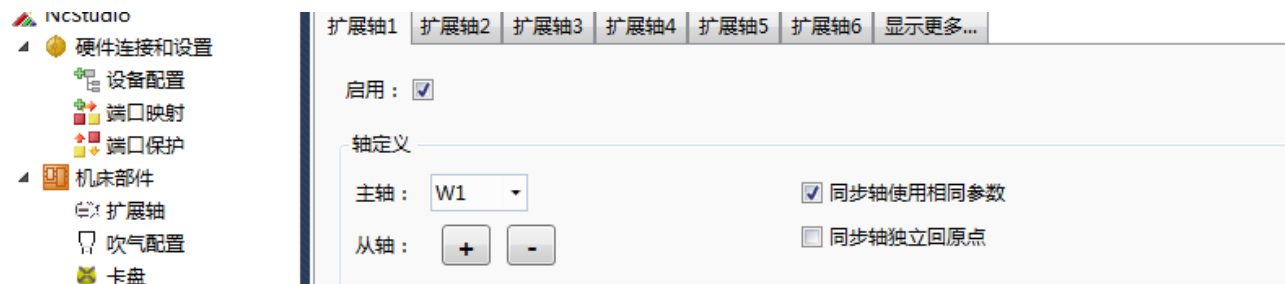 NcStudio
硬件连接和设置
设备配置
端口映射
端口保护
机床部件
扩展轴
吹气配置
卡盘
扩展轴1 扩展轴2 扩展轴3 扩展轴4 扩展轴5 扩展轴6 显示更多...
启用：
轴定义
主轴： W1
同步轴使用相同参数
从轴： + -
同步轴独立回原点